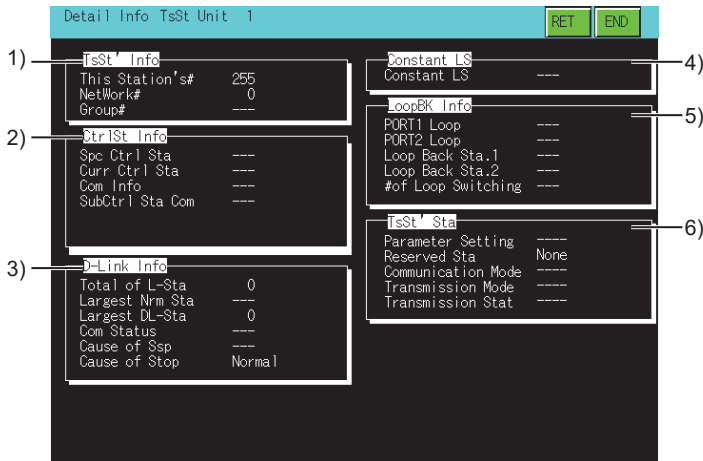 Detail Info TsSt Unit 1
RET
END
1)
TsSt' Info
This Station's# 255
NetWork# 0
Group# ---
2)
CtrlSt Info
Spc Ctrl Sta ---
Curr Ctrl Sta ---
Com Info ---
SubCtrl Sta Com ---
3)
D-Link Info
Total of L-Sta 0
Largest Nrm Sta ---
Largest DL-Sta 0
Com Status ---
Cause of Ssp ---
Cause of Stop Normal
4)
Constant LS
Constant LS ---
5)
LoopBK Info
PORT1 Loop ---
PORT2 Loop ---
Loop Back Sta.1 ---
Loop Back Sta.2 ---
#of Loop Switching ---
6)
TsSt' Sta
Parameter Setting ----
Reserved Sta None
Communication Mode ----
Transmission Mode ----
Transmission Stat ----